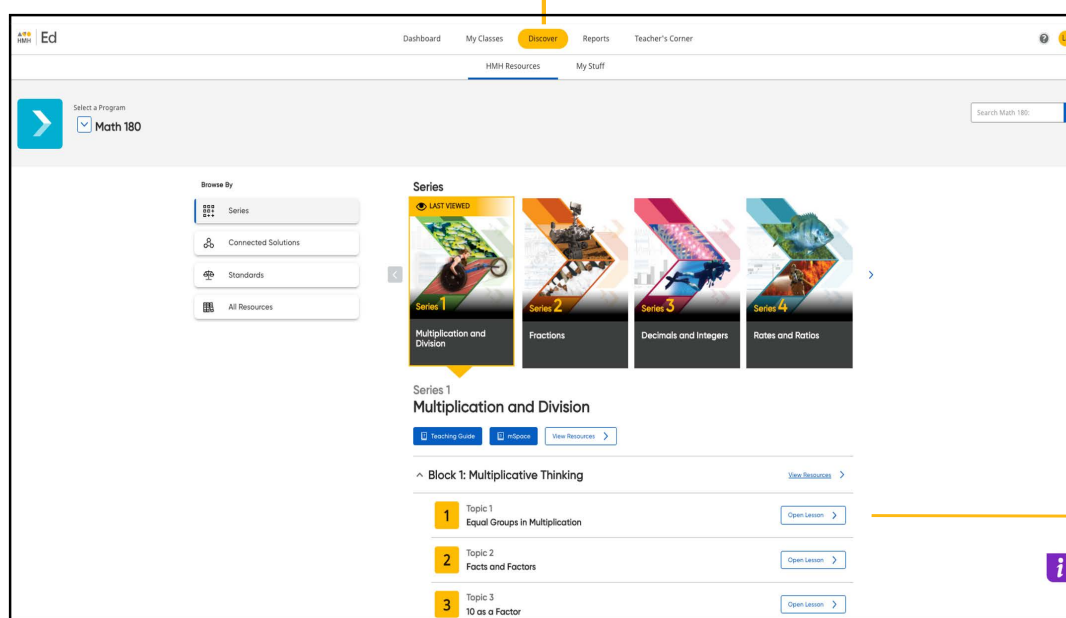 HMH Ed
Dashboard My Classes Discover Reports Teacher's Corner
HMH Resources My Stuff
Select a Program
Math 180
Search Math 180:
Browse By
Series
Connected Solutions
Standards
All Resources
Series
LAST VIEWED
Series 1
Multiplication and
Division
Series 2
Fractions
Series 3
Decimals and Integers
Series 4
Rates and Ratios
Series 1
Multiplication and Division
Teaching Guide mSpace View Resources
Block 1: Multiplicative Thinking View Resources
1 Topic 1
Equal Groups in Multiplication Open Lesson
2 Topic 2
Facts and Factors Open Lesson
3 Topic 3
10 as a Factor Open Lesson
i